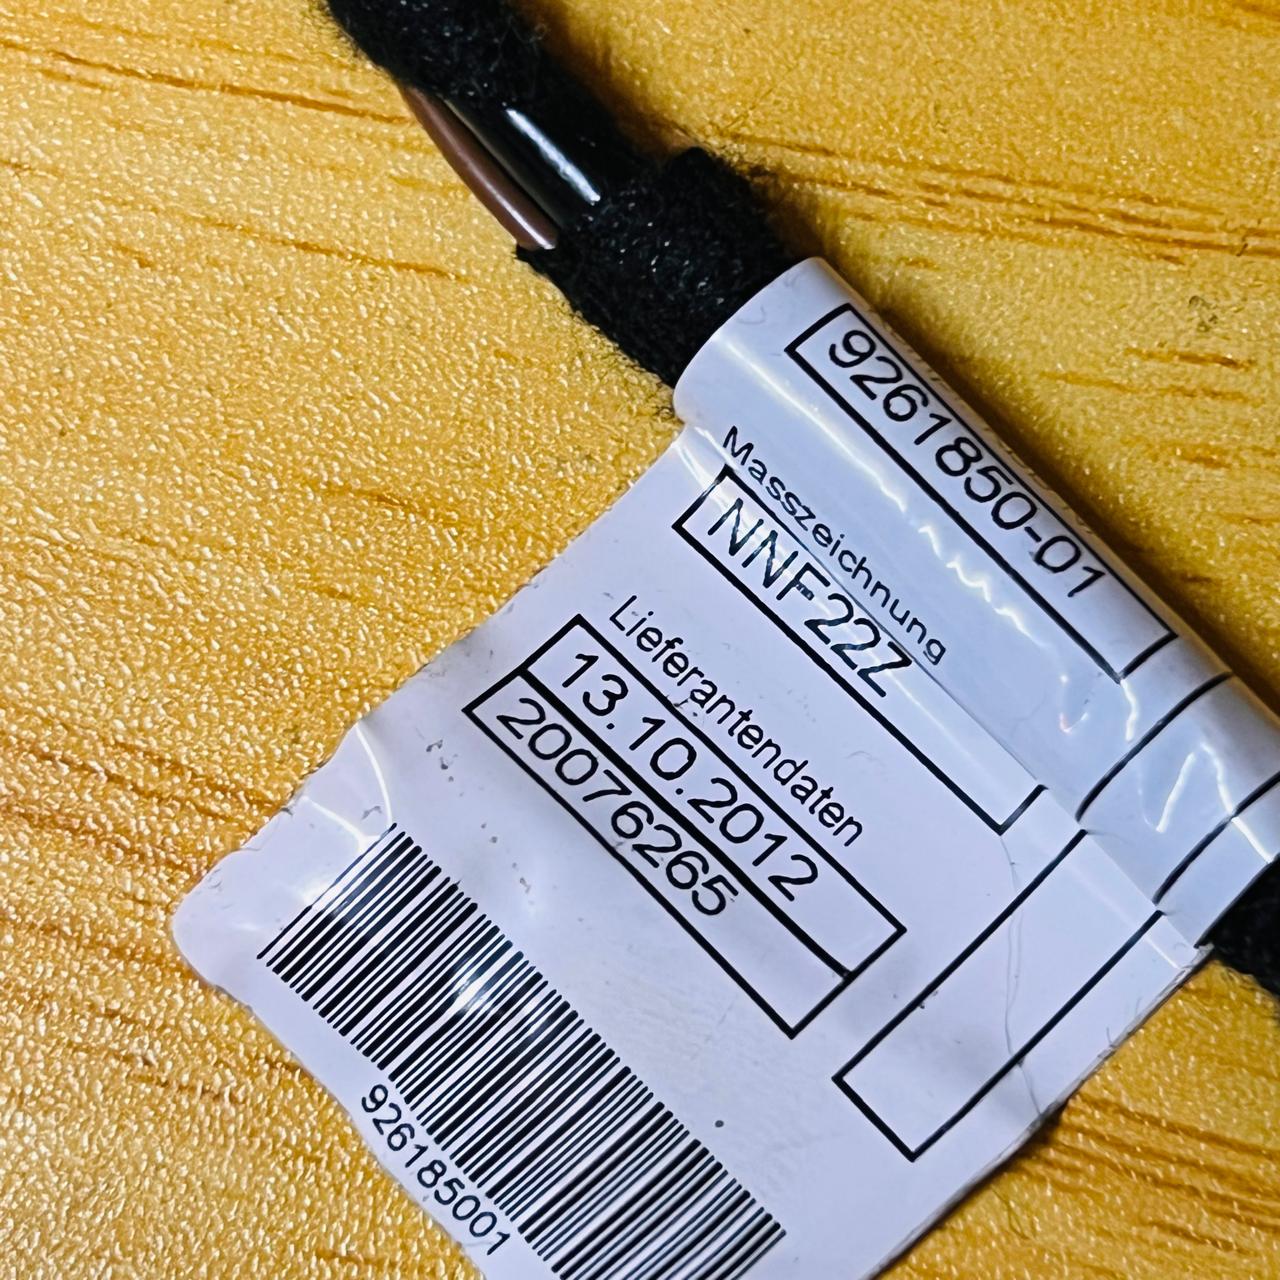 9261850-01
Masszeichnung
NNF22Z
Lieferantendaten
13.10.2012
20076265
926185001